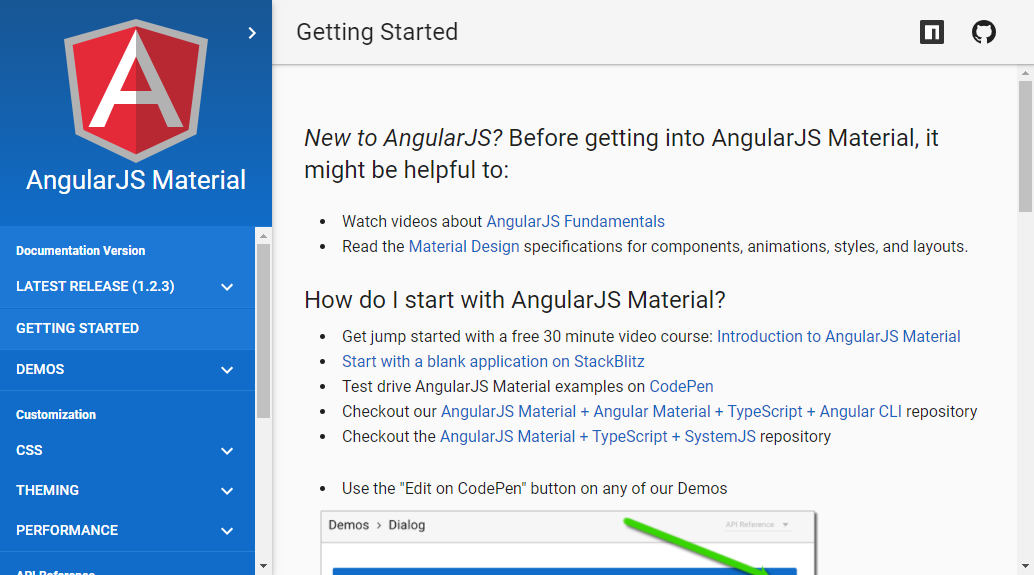 AngularJS Material
Documentation Version
LATEST RELEASE (1.2.3)
GETTING STARTED
DEMOS
Customization
CSS
THEMING
PERFORMANCE
API Reference
Getting Started
New to AngularJS? Before getting into AngularJS Material, it
might be helpful to:
Watch videos about AngularJS Fundamentals
Read the Material Design specifications for components, animations, styles, and layouts.
How do I start with AngularJS Material?
Get jump started with a free 30 minute video course: Introduction to AngularJS Material
Start with a blank application on StackBlitz
Test drive AngularJS Material examples on CodePen
Checkout our AngularJS Material + Angular Material + TypeScript + Angular CLI repository
Checkout the AngularJS Material + TypeScript + SystemJS repository
Use the "Edit on CodePen" button on any of our Demos
Demos > Dialog
API Reference